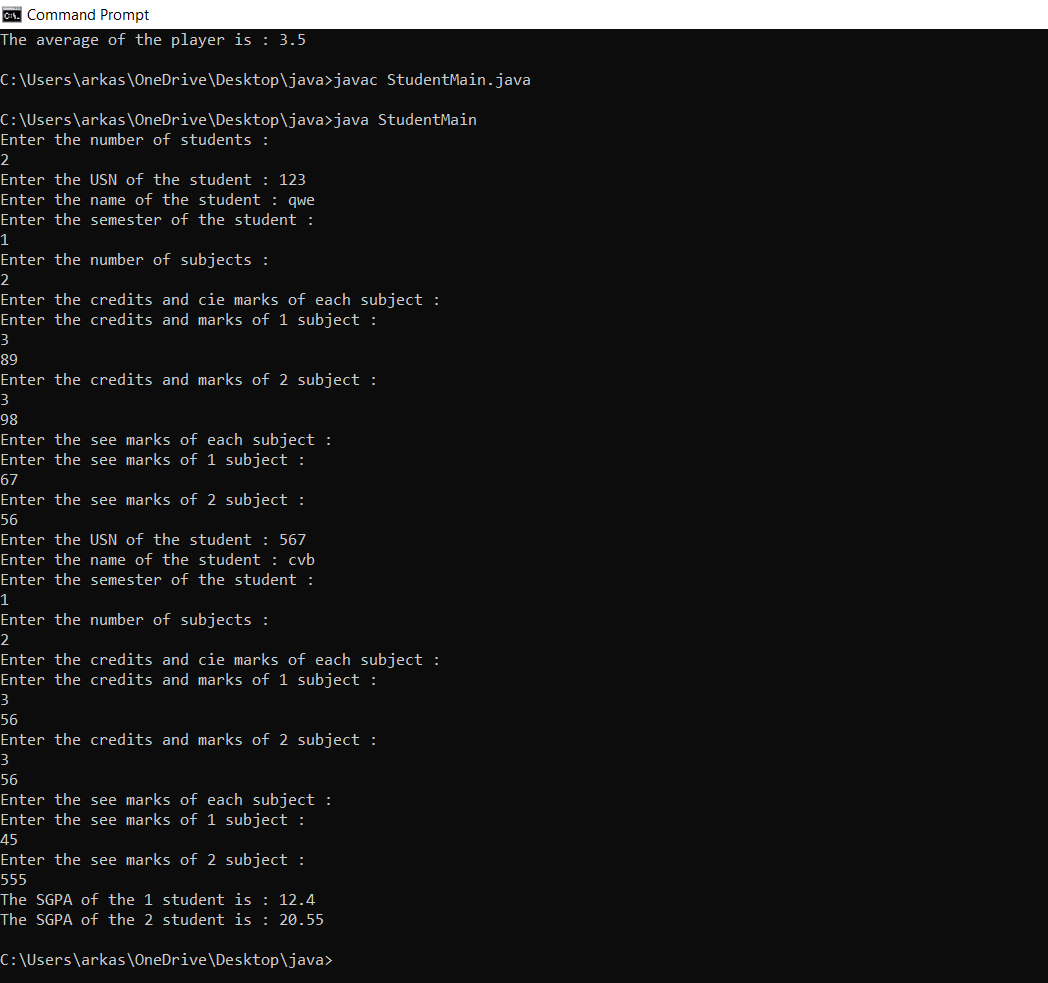 Command Prompt
The average of the player is : 3.5
C:\Users\arkas\OneDrive\Desktop\java>javac StudentMain.java
C:\Users\arkas\OneDrive\Desktop\java>java StudentMain
Enter the number of students :
2
Enter the USN of the student : 123
Enter the name of the student : qwe
Enter the semester of the student :
1
Enter the number of subjects :
2
Enter the credits and cie marks of each subject :
Enter the credits and marks of 1 subject :
3
89
Enter the credits and marks of 2 subject :
3
98
Enter the see marks of each subject :
Enter the see marks of 1 subject :
67
Enter the see marks of 2 subject :
56
Enter the USN of the student : 567
Enter the name of the student : cvb
Enter the semester of the student :
1
Enter the number of subjects :
2
Enter the credits and cie marks of each subject :
Enter the credits and marks of 1 subject :
3
56
Enter the credits and marks of 2 subject :
3
56
Enter the see marks of each subject :
Enter the see marks of 1 subject :
45
Enter the see marks of 2 subject :
555
The SGPA of the 1 student is : 12.4
The SGPA of the 2 student is : 20.55
C:\Users\arkas\OneDrive\Desktop\java>